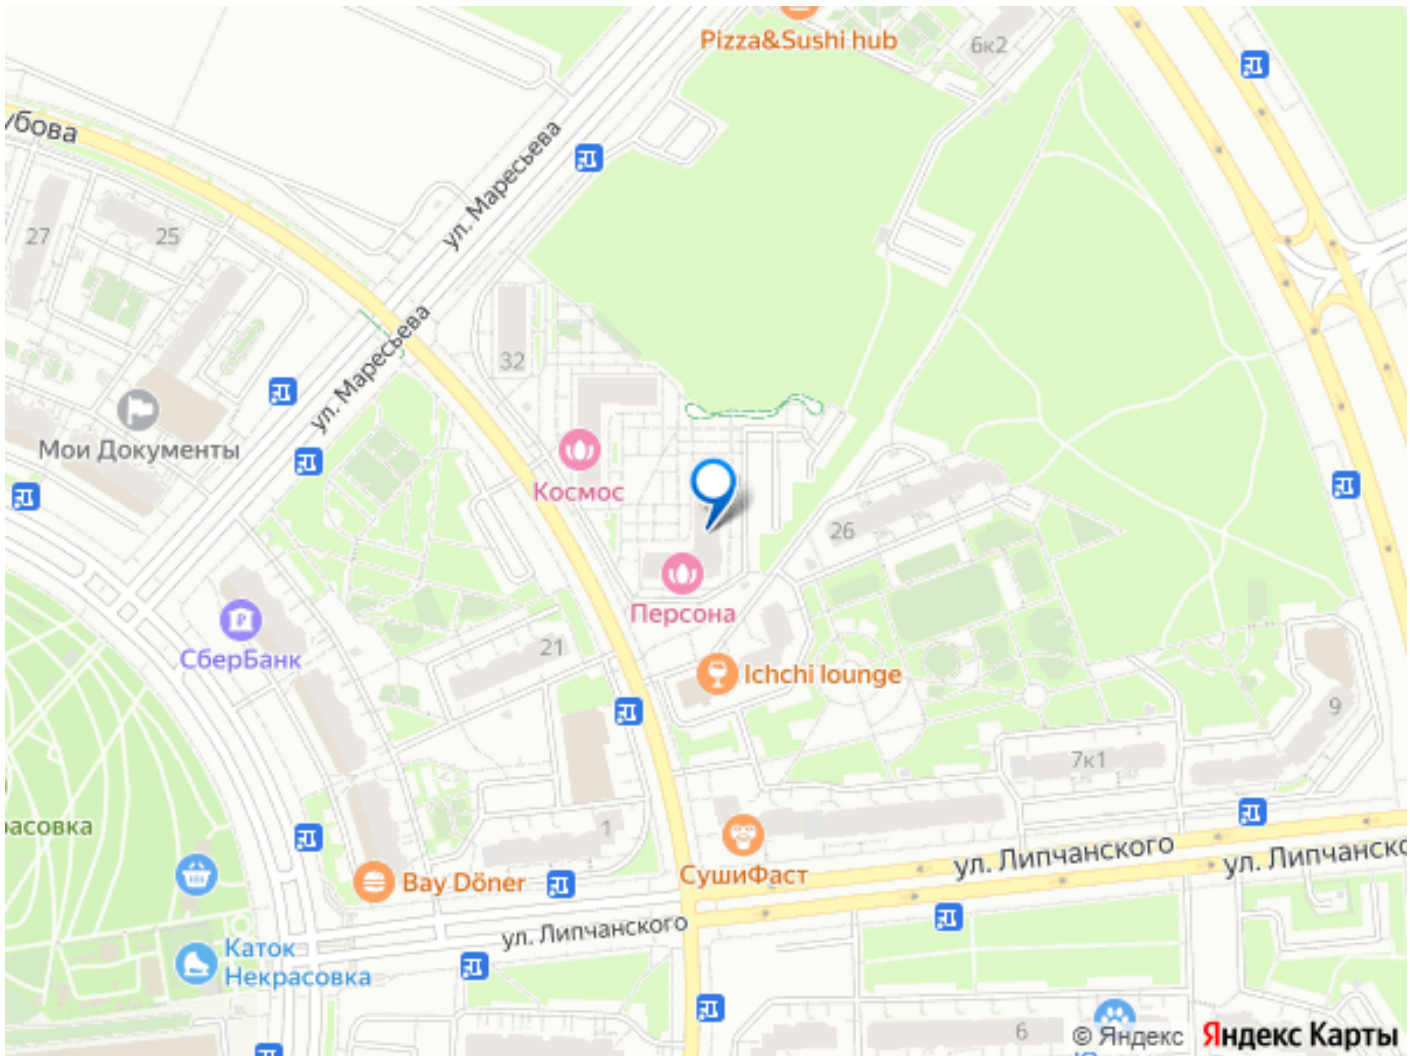 Pizza&Sushi hub
6к2
убова
ул. Маресьева
27
25
ул. Маресьева
32
Мои Документы
Космос
26
Персона
СберБанк
21
Ichchi lounge
9
7к1
расовка
1
СушиФаст
ул. Липчанского
ул. Липчанско
Bay Döner
ул. Липчанского
Каток
Некрасовка
6
© Яндекс
Яндекс Карты